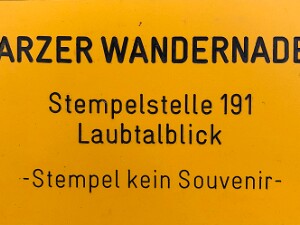 ARZER WANDERNADE
Stempelstelle 191
Laubtalblick
-Stempel kein Souvenir-